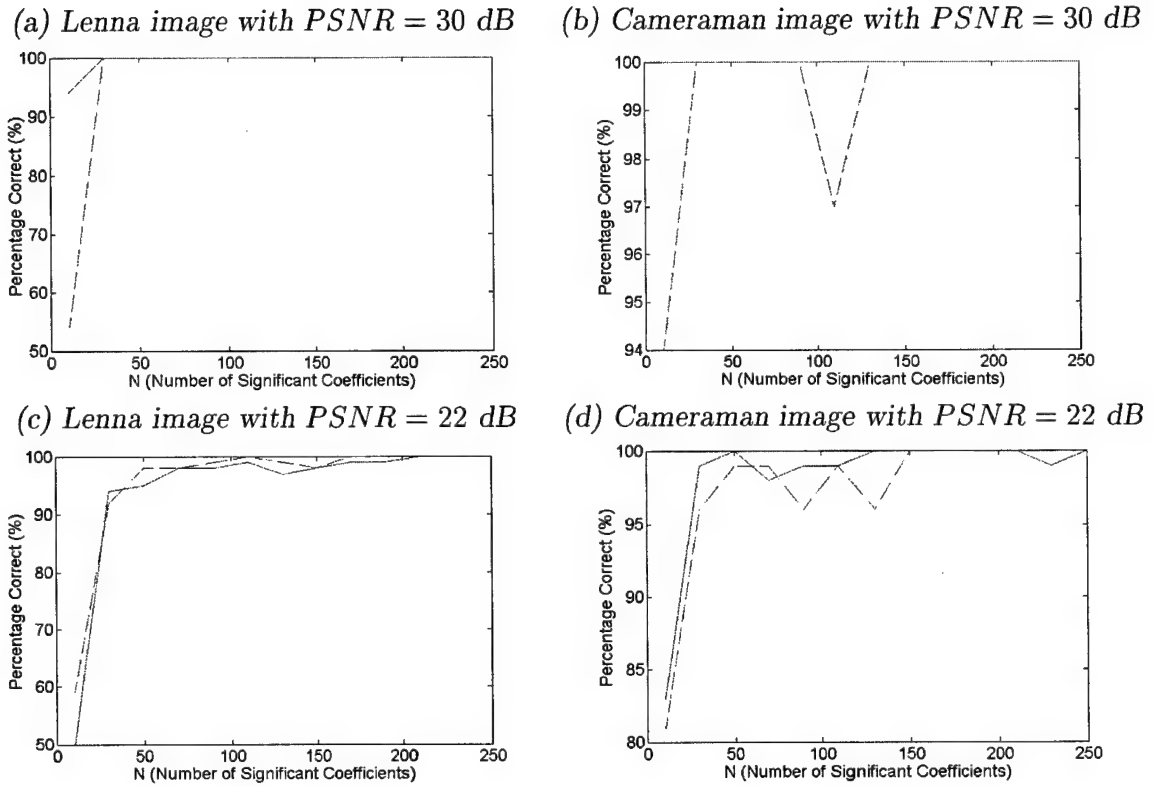 (a) Lenna image with PSNR = 30 dB
(b) Cameraman image with PSNR = 30 dB
100
90
80
70
60
50
Percentage Correct (%)
0 50 100 150 200 250
N (Number of Significant Coefficients)
100
99
98
97
96
95
94
Percentage Correct (%)
0 50 100 150 200 250
N (Number of Significant Coefficients)
(c) Lenna image with PSNR = 22 dB
(d) Cameraman image with PSNR = 22 dB
100
90
80
70
60
50
Percentage Correct (%)
0 50 100 150 200 250
N (Number of Significant Coefficients)
100
95
90
85
80
Percentage Correct (%)
0 50 100 150 200 250
N (Number of Significant Coefficients)